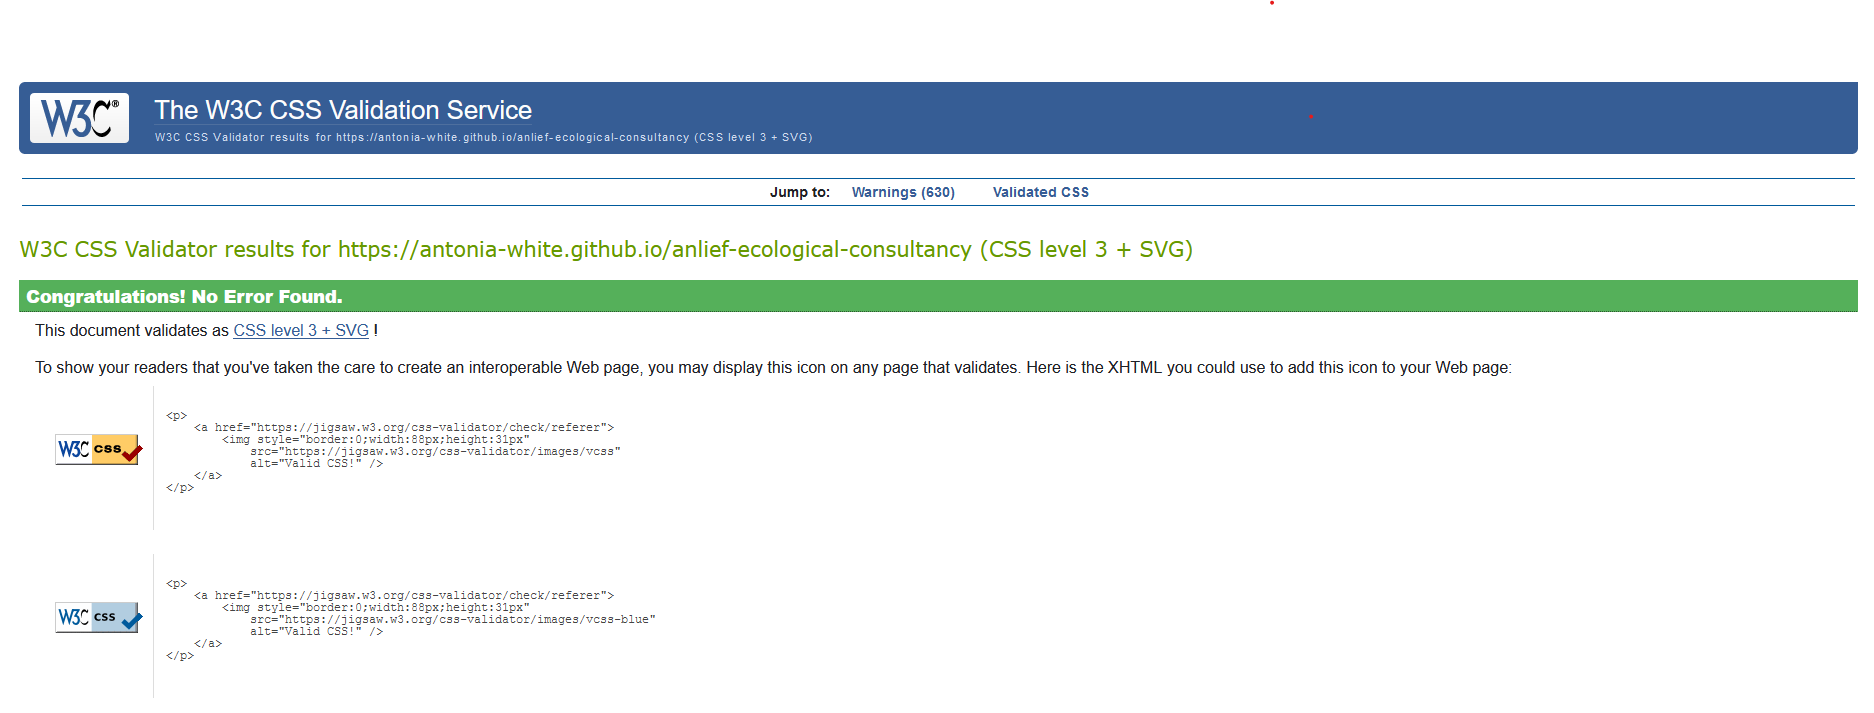 W3C®
The W3C CSS Validation Service
W3C CSS Validator results for https://antonia-white.github.io/anlief-ecological-consultancy (CSS level 3 + SVG)
Jump to: Warnings (630) Validated CSS
W3C CSS Validator results for https://antonia-white.github.io/anlief-ecological-consultancy (CSS level 3 + SVG)
Congratulations! No Error Found.
This document validates as CSS level 3 + SVG !
To show your readers that you've taken the care to create an interoperable Web page, you may display this icon on any page that validates. Here is the XHTML you could use to add this icon to your Web page:
W3C css
<p>
<a href="https://jigsaw.w3.org/css-validator/check/referer">
<img style="border:0;width:88px;height:31px"
src="https://jigsaw.w3.org/css-validator/images/vcss"
alt="Valid CSS!" />
</a>
</p>
W3C css
<p>
<a href="https://jigsaw.w3.org/css-validator/check/referer">
<img style="border:0;width:88px;height:31px"
src="https://jigsaw.w3.org/css-validator/images/vcss-blue"
alt="Valid CSS!" />
</a>
</p>